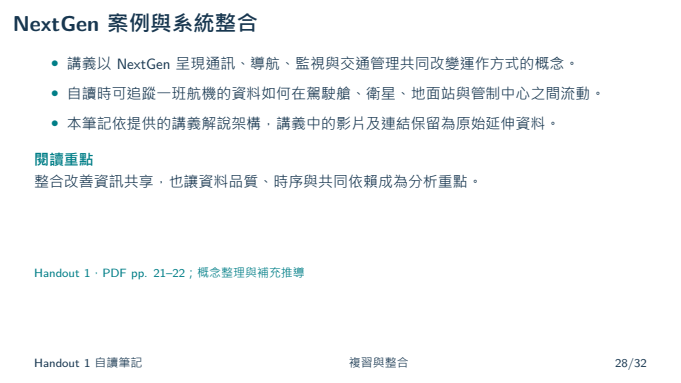 NextGen 案例與系統整合
• 講義以 NextGen 呈現通訊、導航、監視與交通管理共同改變運作方式的概念。
• 自讀時可追蹤一班航機的資料如何在駕駛艙、衛星、地面站與管制中心之間流動。
• 本筆記依提供的講義解說架構，講義中的影片及連結保留為原始延伸資料。
閱讀重點
整合改善資訊共享，也讓資料品質、時序與共同依賴成為分析重點。
Handout 1 · PDF pp. 21–22；概念整理與補充推導
Handout 1 自讀筆記 複習與整合 28/32